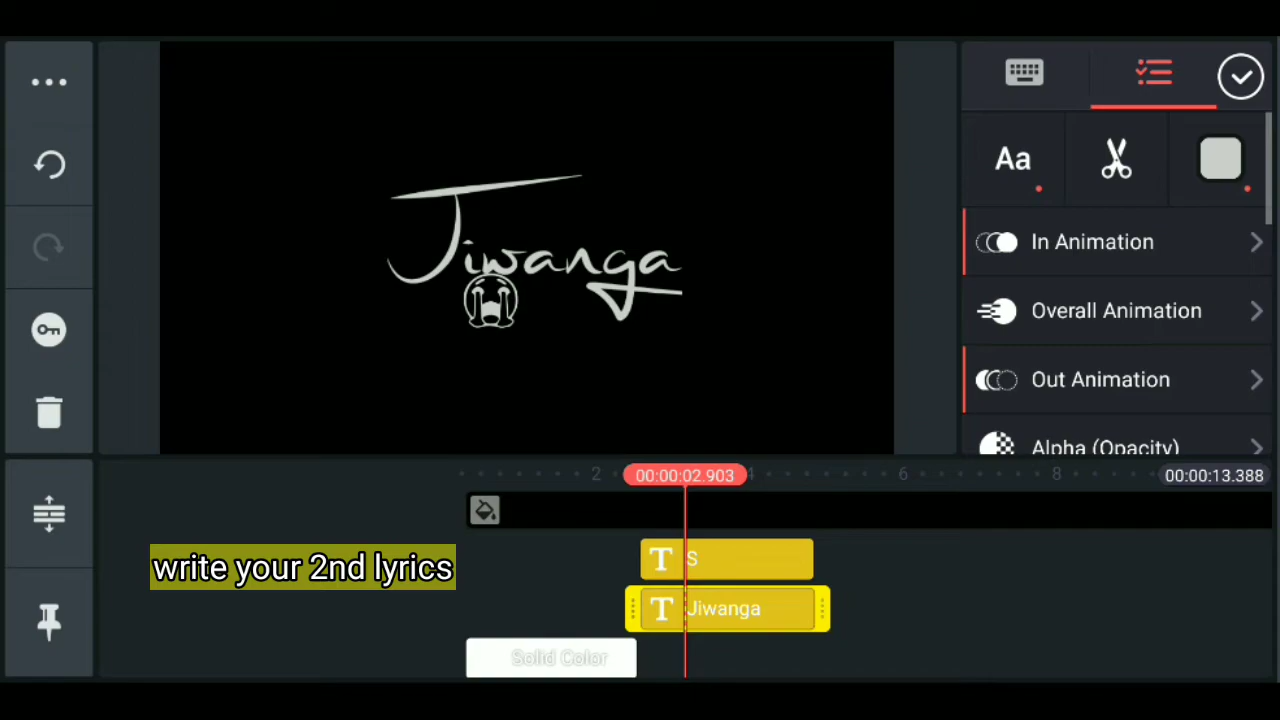 Jiwanga
Aa
In Animation
Overall Animation
Out Animation
Alpha (Opacity)
2
00:00:02.903
4
6
8
00:00:13.388
write your 2nd lyrics
T S
T Jiwanga
Solid Color